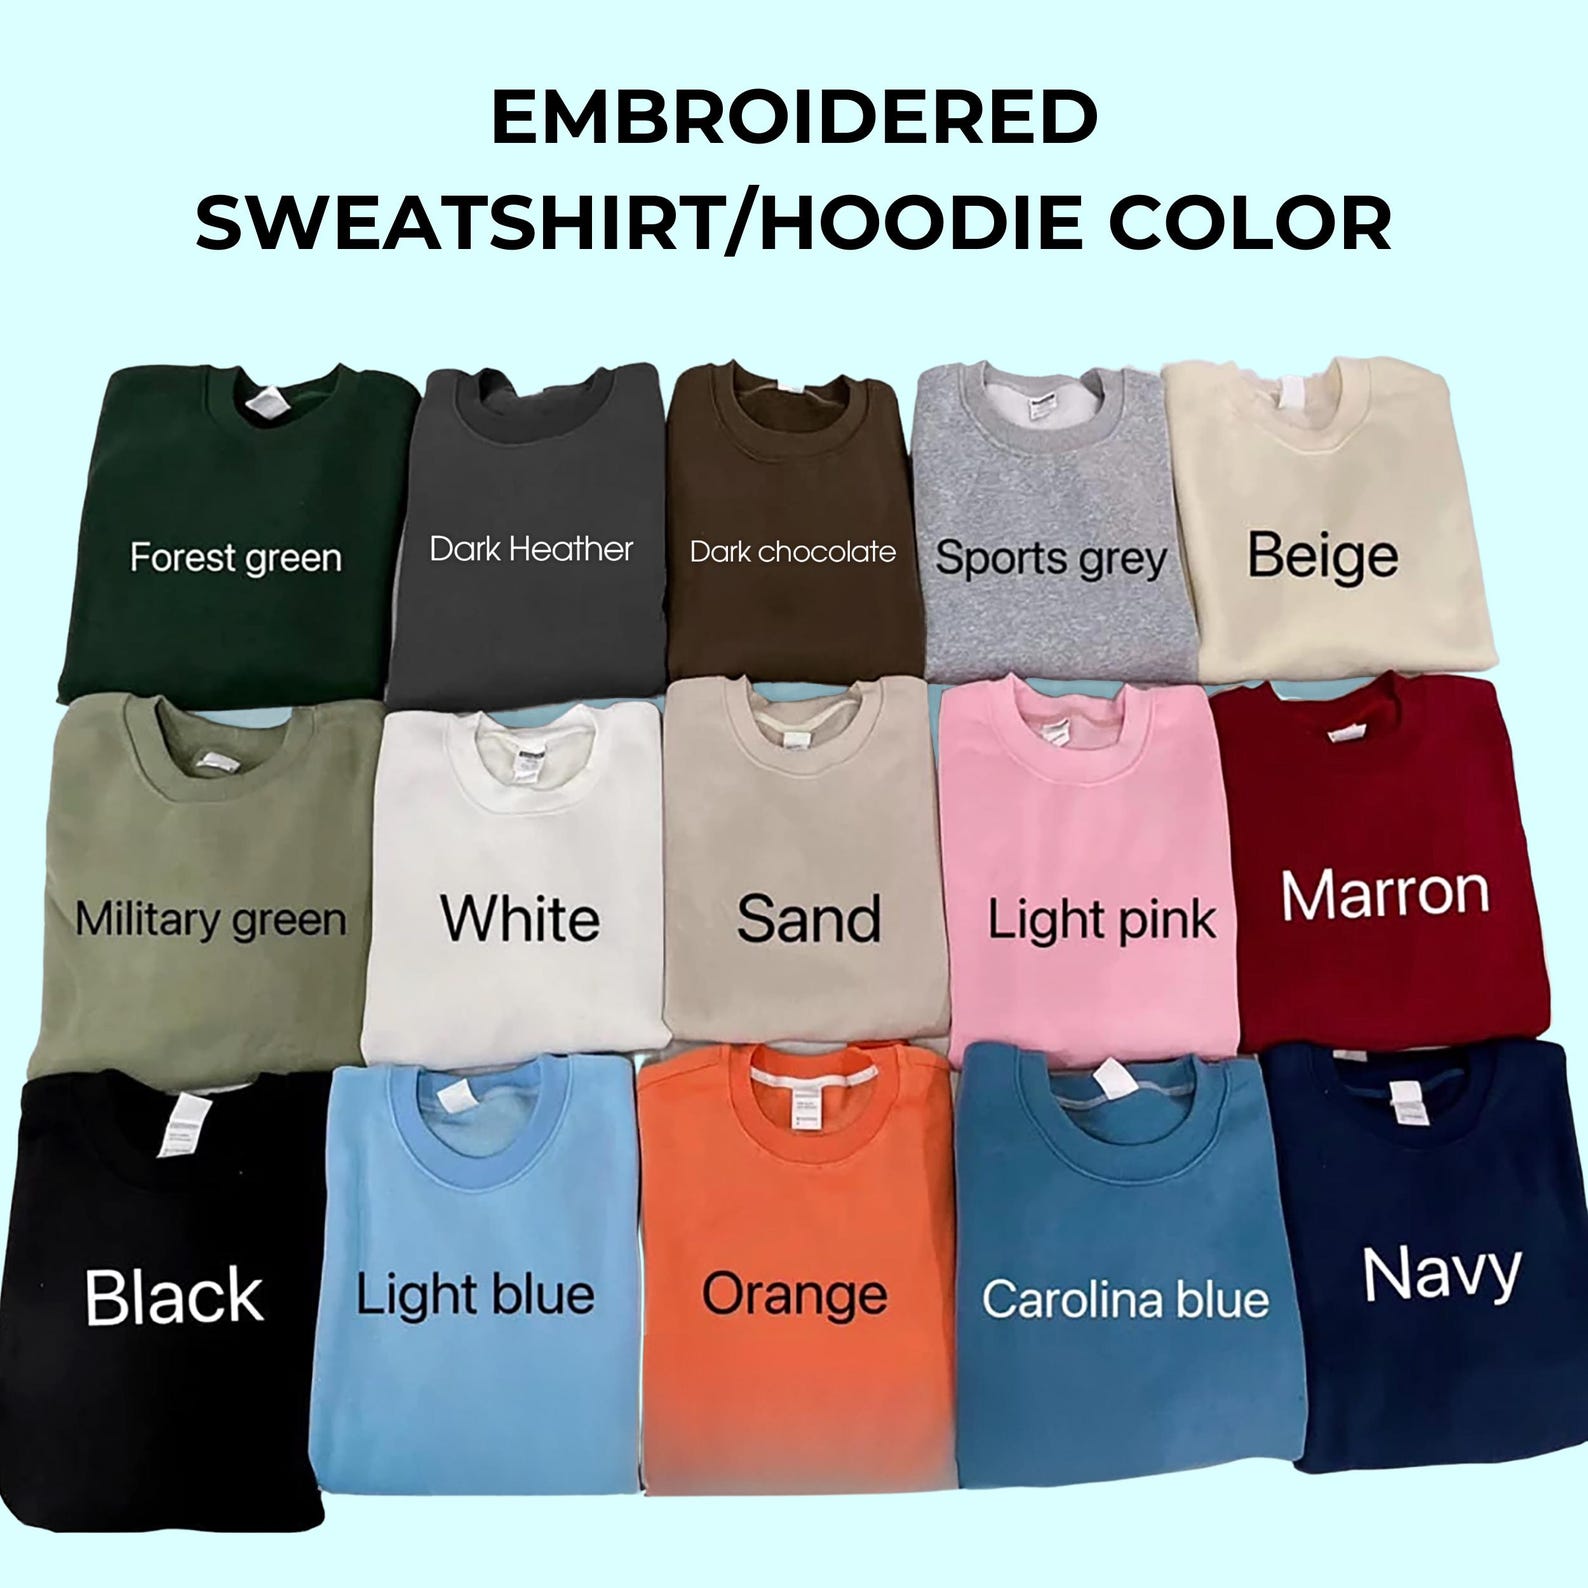 EMBROIDERED
SWEATSHIRT/HOODIE COLOR
Forest green
Dark Heather
Dark chocolate
Sports grey
Beige
Military green
White
Sand
Light pink
Marron
Black
Light blue
Orange
Carolina blue
Navy